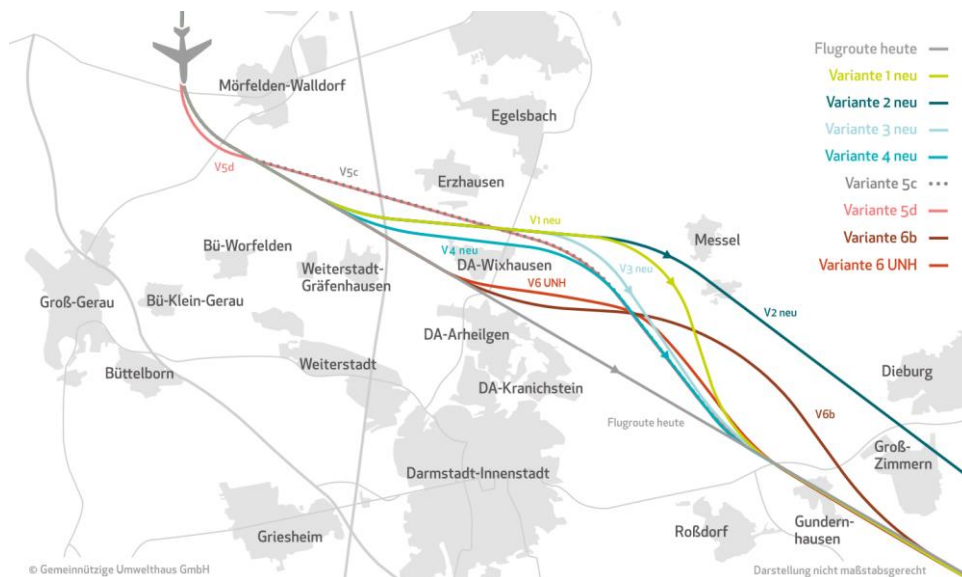 Flugroute heute
Variante 1 neu
Variante 2 neu
Variante 3 neu
Variante 4 neu
Variante 5c
Variante 5d
Variante 6b
Variante 6 UNH
Mörfelden-Walldorf
Egelsbach
V5d
V5c
Erzhausen
V1 neu
Messel
Bü-Worfelden
V4 neu
DA-Wixhausen
V3 neu
Weiterstadt-
Gräfenhausen
V6 UNH
Groß-Gerau
Bü-Klein-Gerau
V2 neu
DA-Arheilgen
Büttelborn
Weiterstadt
Dieburg
DA-Kranichstein
V6b
Flugroute heute
Groß-
Zimmern
Darmstadt-Innenstadt
Roßdorf
Gundern-
hausen
Griesheim
© Gemeinnützige Umwelthaus GmbH
Darstellung nicht maßstabsgerecht